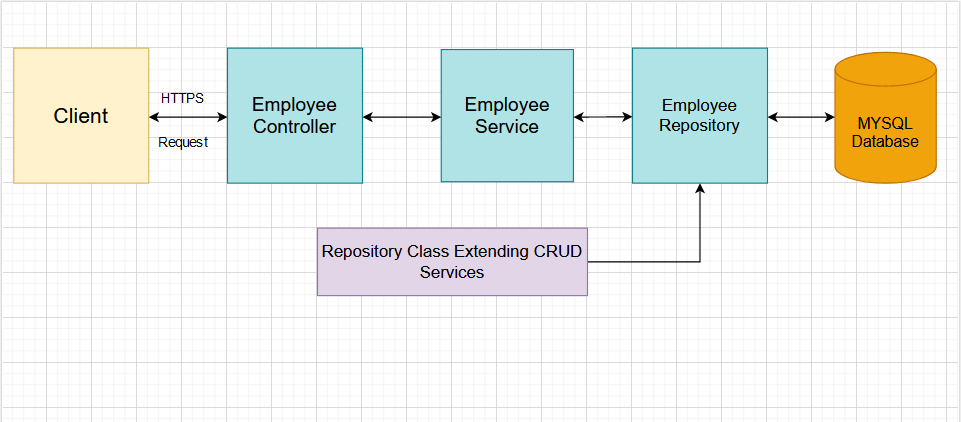 Client
HTTPS
Request
Employee
Controller
Employee
Service
Employee
Repository
MYSQL
Database
Repository Class Extending CRUD
Services